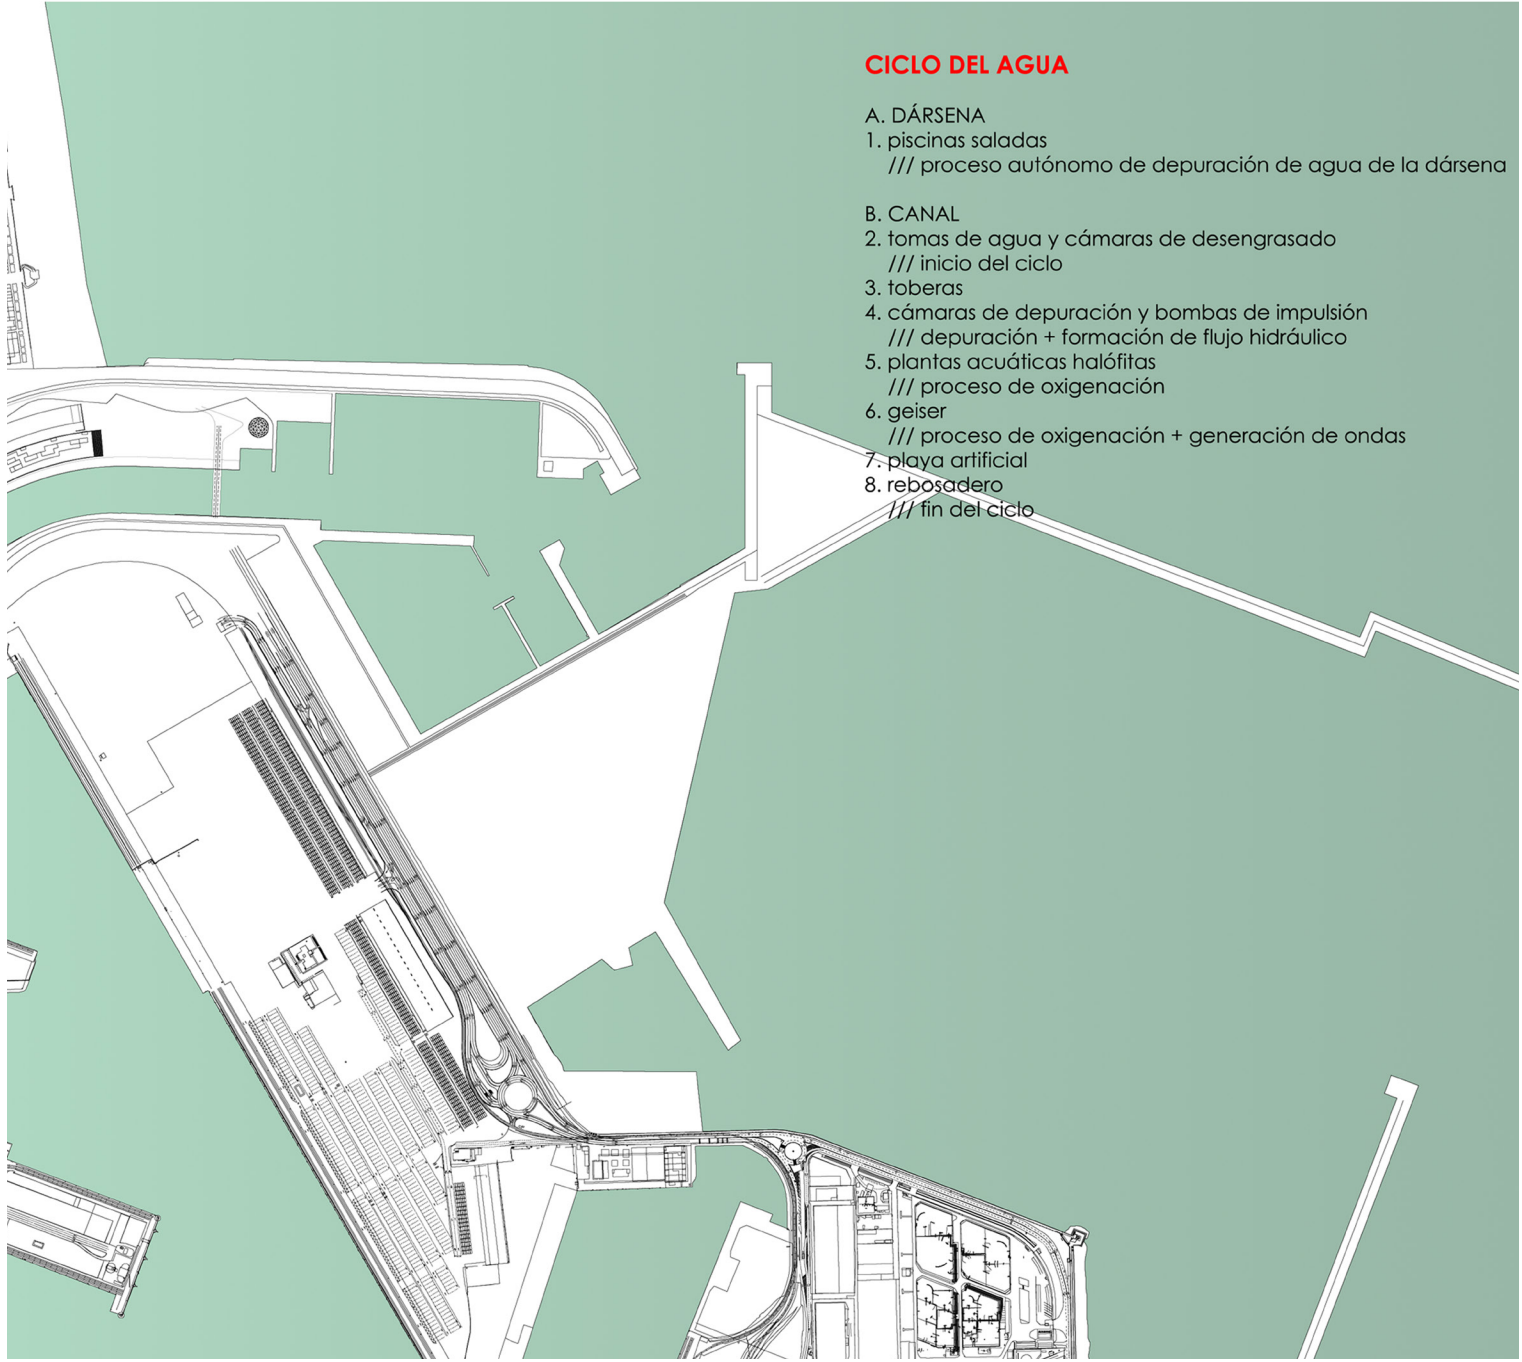 CICLO DEL AGUA
A. DÁRSENA
1. piscinas saladas
/// proceso autónomo de depuración de agua de la dársena
B. CANAL
2. tomas de agua y cámaras de desengrasado
/// inicio del ciclo
3. toberas
4. cámaras de depuración y bombas de impulsión
/// depuración + formación de flujo hidráulico
5. plantas acuáticas halófitas
/// proceso de oxigenación
6. geiser
/// proceso de oxigenación + generación de ondas
7. playa artificial
8. rebosadero
/// fin del ciclo